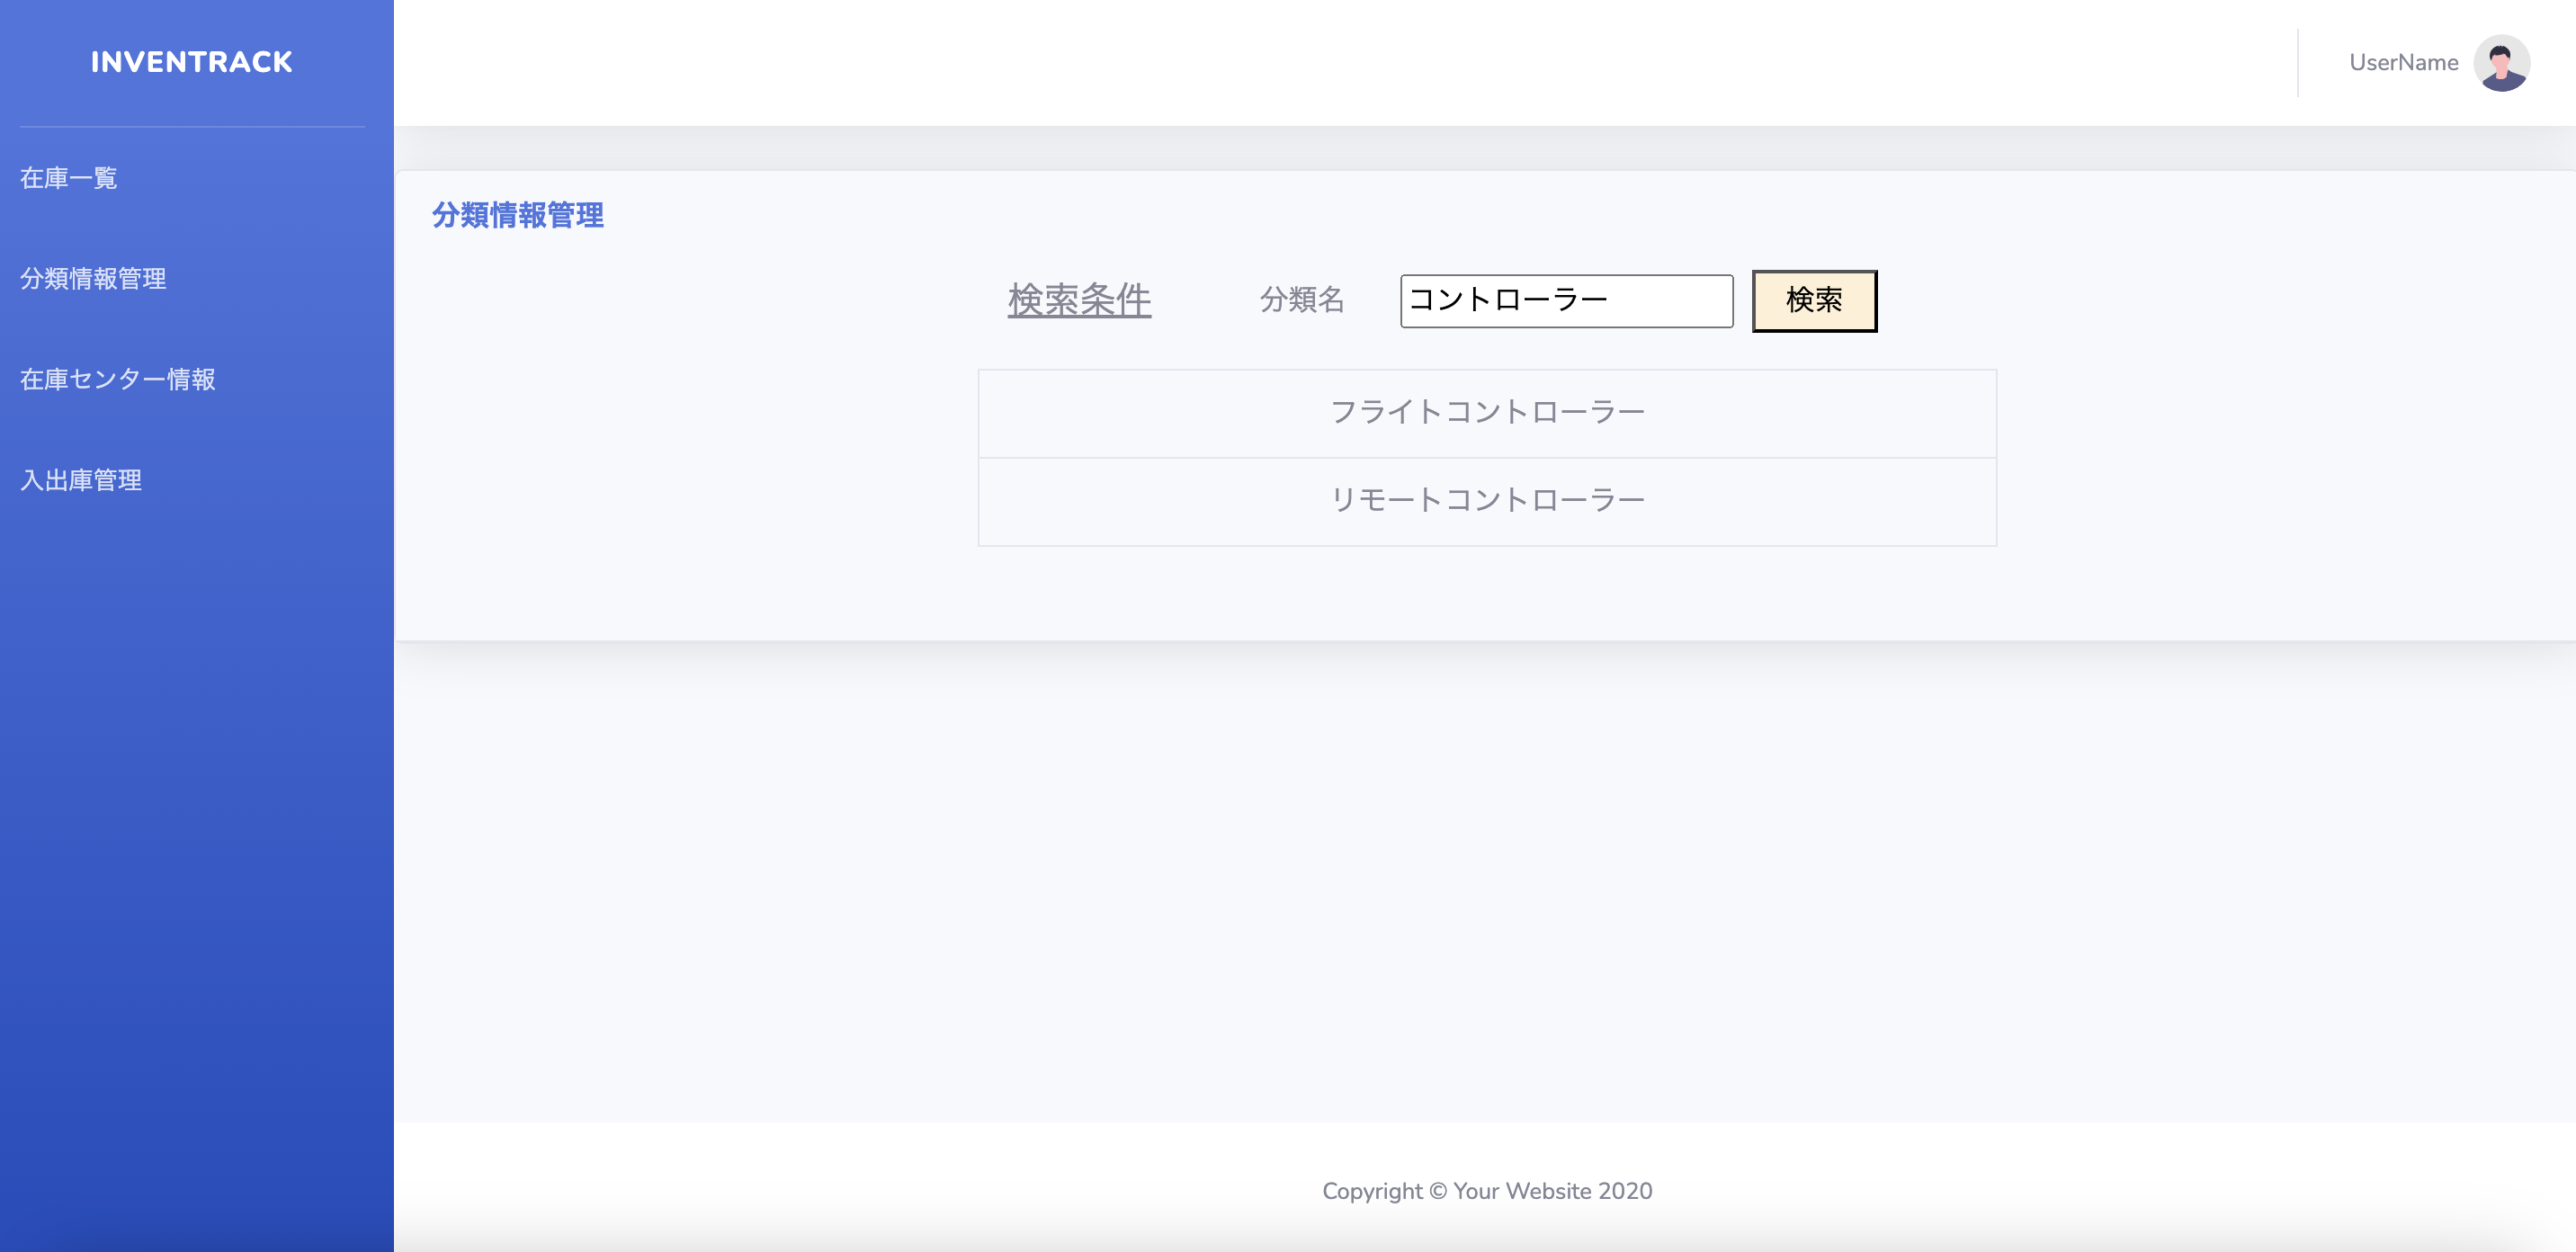 INVENTRACK
UserName
在庫一覧
分類情報管理
在庫センター情報
入出庫管理
分類情報管理
検索条件 分類名 コントローラー 検索
フライトコントローラー
リモートコントローラー
Copyright © Your Website 2020